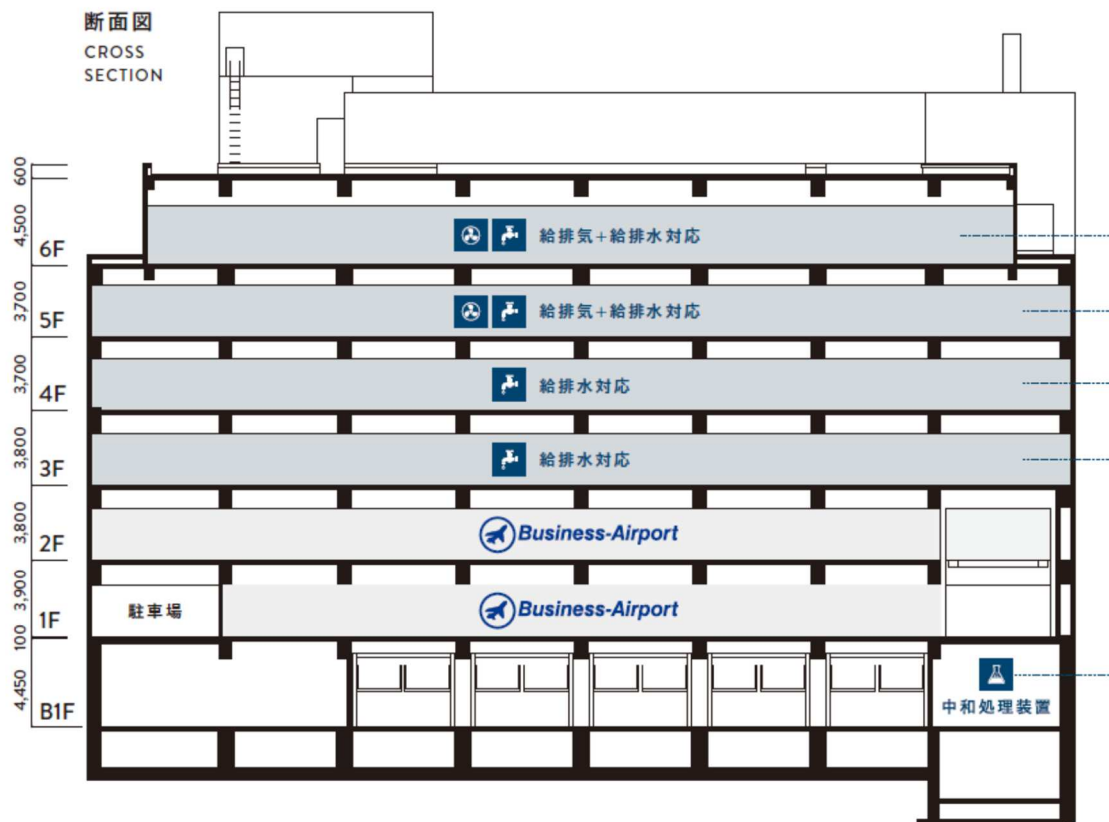 断面図
CROSS
SECTION
600
4,500
6F
給排気+給排水対応
3,700
5F
給排気+給排水対応
3,700
4F
給排水対応
3,800
3F
給排水対応
3,800
2F
Business-Airport
3,900
1F
駐車場
Business-Airport
100
4,450
B1F
中和処理装置